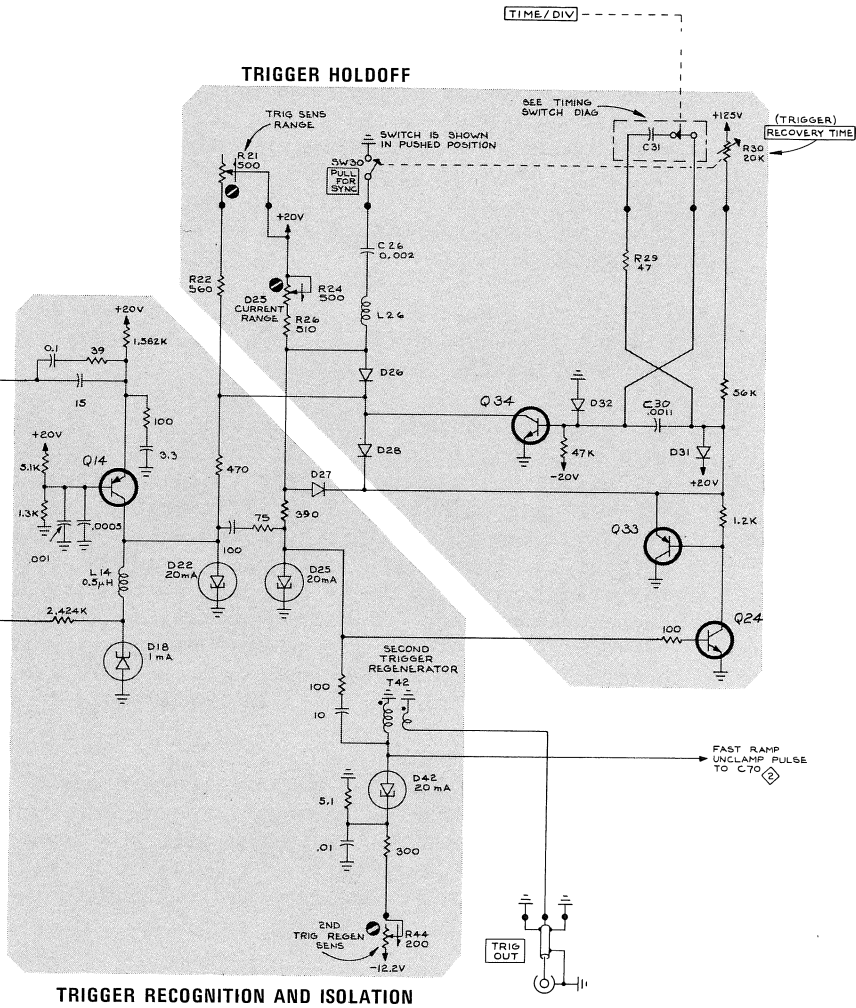 TIME/DIV
TRIGGER HOLDOFF
TRIG SENS
RANGE
SWITCH IS SHOWN
IN PUSHED POSITION
SEE TIMING
SWITCH DIAG
+125V
(TRIGGER)
RECOVERY TIME
R30
20K
C31
R21
500
SW30
PULL
FOR
SYNC
+20V
C26
0.002
R29
47
R22
560
D25
CURRENT
RANGE
R24
500
R26
510
L26
+20V
1.562K
0.1
39
15
D26
Q34
D32
C30
.0011
56K
100
3.3
+20V
5.1K
Q14
470
D28
47K
-20V
D31
+20V
1.3K
.0005
.001
D27
390
75
100
Q33
1.2K
L14
0.5μH
D22
20mA
D25
20mA
2.424K
D18
1mA
100
Q24
SECOND
TRIGGER
REGENERATOR
T42
100
10
FAST RAMP
UNCLAMP PULSE
TO C70 2
D42
20mA
5.1
.01
300
2ND
TRIG REGEN
SENS
R44
200
-12.2V
TRIG
OUT
TRIGGER RECOGNITION AND ISOLATION